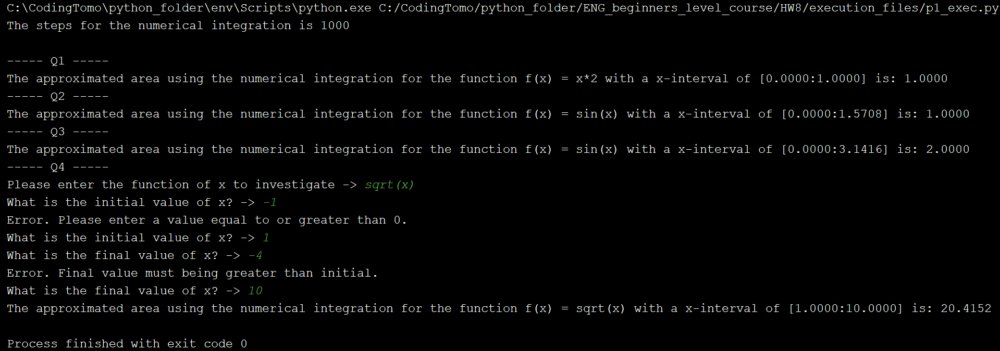 C:\CodingTomo\python_folder\env\Scripts\python.exe C:/CodingTomo/python_folder/ENG_beginners_level_course/HW8/execution_files/p1_exec.py
The steps for the numerical integration is 1000
----- Q1 -----
The approximated area using the numerical integration for the function f(x) = x*2 with a x-interval of [0.0000:1.0000] is: 1.0000
----- Q2 -----
The approximated area using the numerical integration for the function f(x) = sin(x) with a x-interval of [0.0000:1.5708] is: 1.0000
----- Q3 -----
The approximated area using the numerical integration for the function f(x) = sin(x) with a x-interval of [0.0000:3.1416] is: 2.0000
----- Q4 -----
Please enter the function of x to investigate -> sqrt(x)
What is the initial value of x? -> -1
Error. Please enter a value equal to or greater than 0.
What is the initial value of x? -> 1
What is the final value of x? -> -4
Error. Final value must being greater than initial.
What is the final value of x? -> 10
The approximated area using the numerical integration for the function f(x) = sqrt(x) with a x-interval of [1.0000:10.0000] is: 20.4152
Process finished with exit code 0